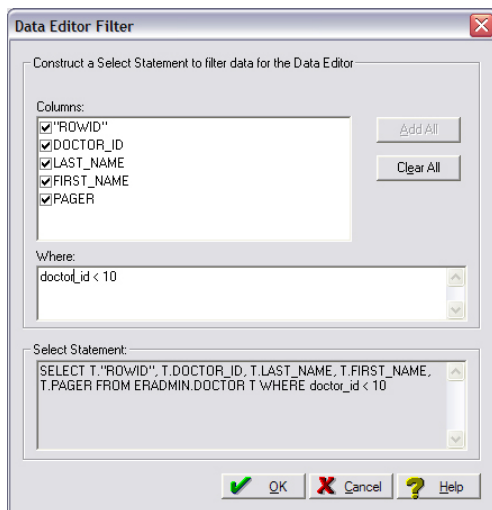 Data Editor Filter
Construct a Select Statement to filter data for the Data Editor
Columns:
"ROWID"
DOCTOR_ID
LAST_NAME
FIRST_NAME
PAGER
Add All
Clear All
Where:
doctor_id < 10
Select Statement:
SELECT T."ROWID", T.DOCTOR_ID, T.LAST_NAME, T.FIRST_NAME,
T.PAGER FROM ERADMIN.DOCTOR T WHERE doctor_id < 10
OK
Cancel
Help